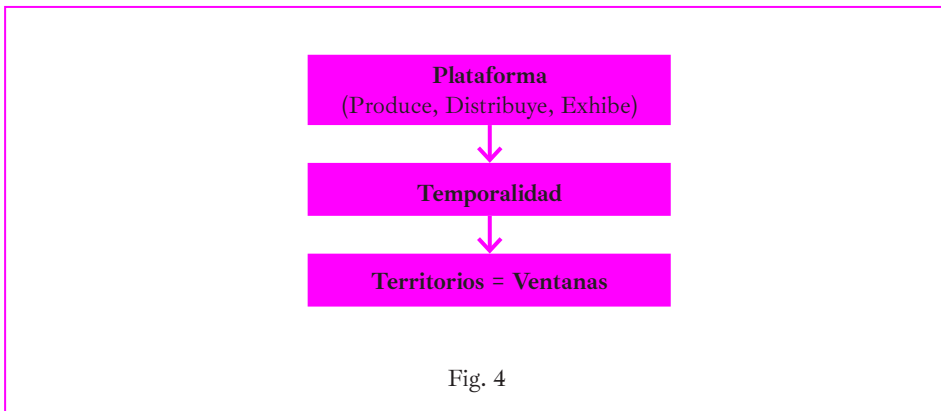 Plataforma
(Produce, Distribuye, Exhibe)
Temporalidad
Territorios = Ventanas
Fig. 4